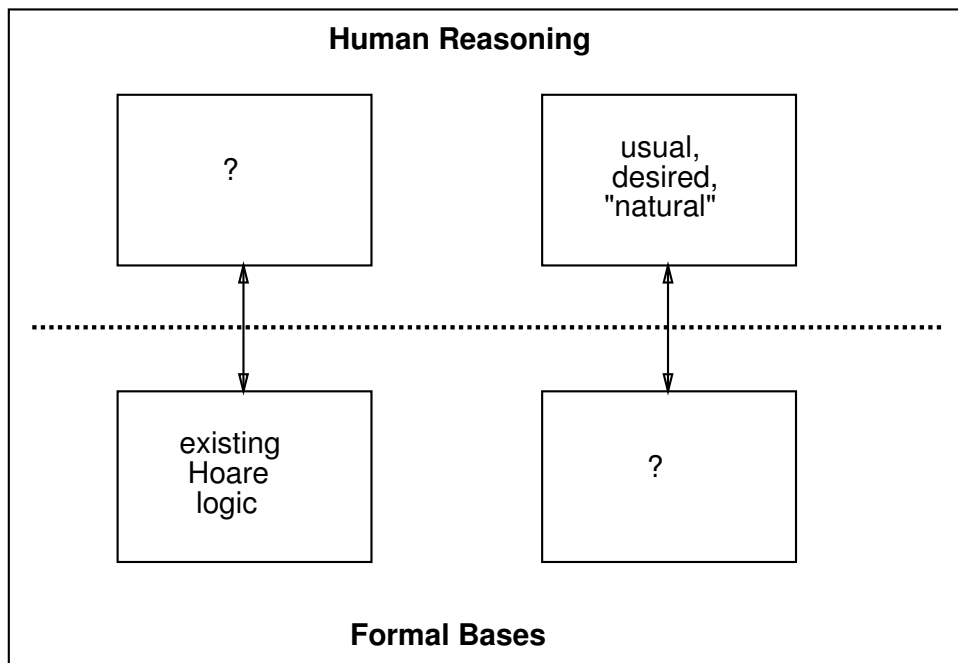 Human Reasoning
?
usual,
desired,
"natural"
existing
Hoare
logic
?
Formal Bases